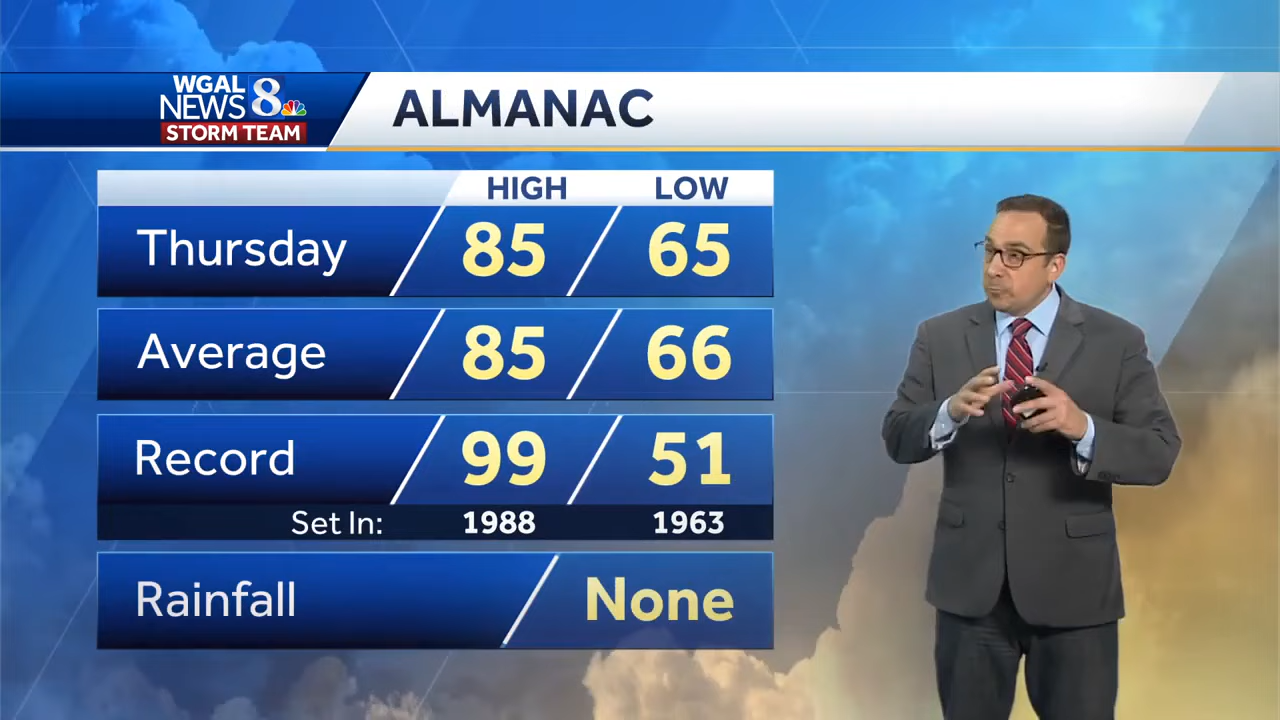 WGAL
NEWS 8
STORM TEAM
ALMANAC
HIGH LOW
Thursday 85 65
Average 85 66
Record 99 51
Set In: 1988 1963
Rainfall None